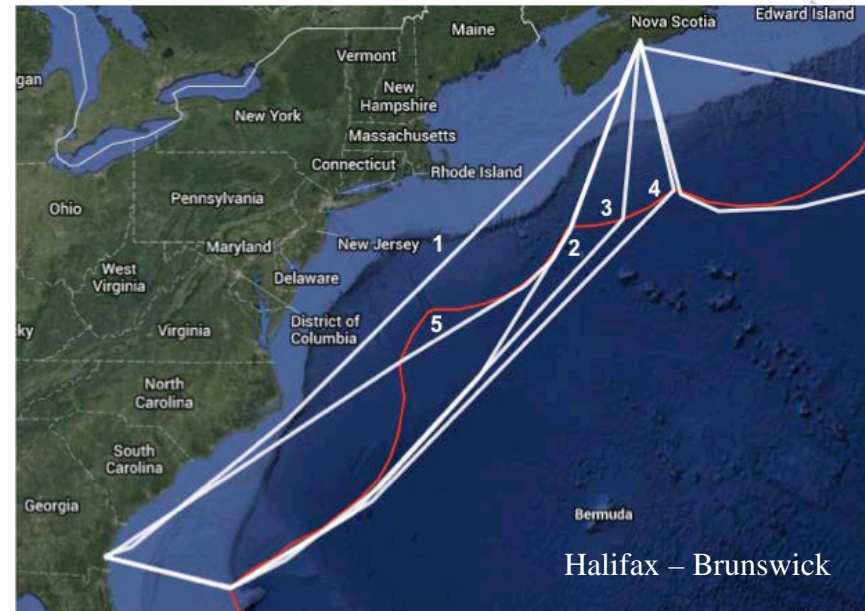 Edward Island
Nova Scotia
Maine
Vermont
gan
New
Hampshire
New York
Massachusetts
Connecticut
Rhode Island
Pennsylvania
Ohio
4
3
Maryland
New Jersey
1
2
West
Virginia
Delaware
District of
Columbia
5
ky
Virginia
North
Carolina
South
Carolina
Georgia
Bermuda
Halifax – Brunswick